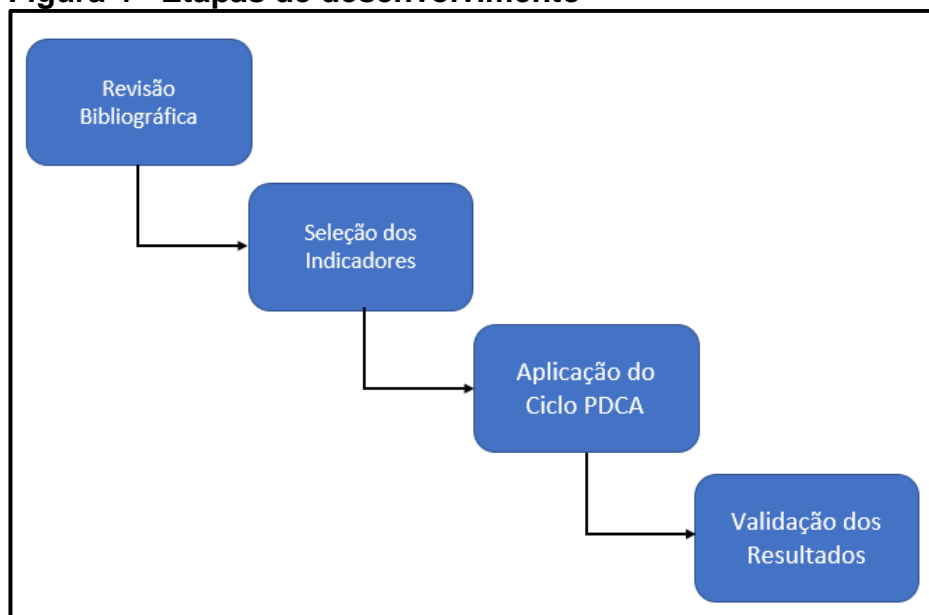 Revisão
Bibliográfica
Seleção dos
Indicadores
Aplicação do
Ciclo PDCA
Validação dos
Resultados